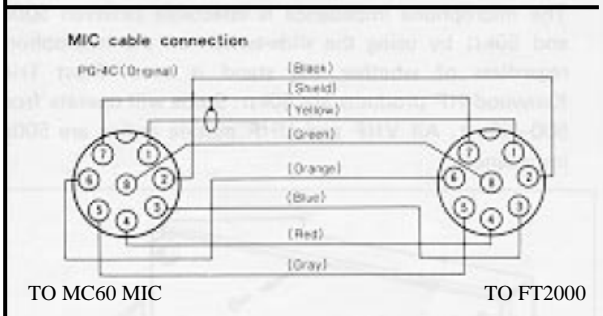 MIC cable connection
PG-4C(Original)
(Black)
(Shield)
(Yellow)
(Green)
(Orange)
(Blue)
(Red)
(Gray)
7 1
6 8 2
5 4 3
7 1
6 8 2
5 4 3
TO MC60 MIC
TO FT2000